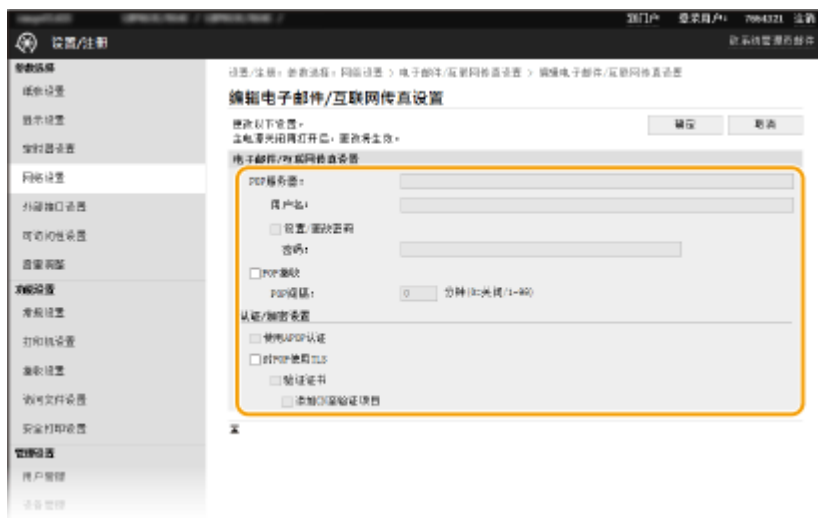 到门户 登录用户: 7654321 注销
设置/注册
致系统管理员邮件
参数选择
纸张设置
显示设置
定时器设置
网络设置
外部接口设置
可访问性设置
音量调整
功能设置
常规设置
打印机设置
接收设置
访问文件设置
安全打印设置
管理设置
用户管理
设备管理
设置/注册: 参数选择: 网络设置 > 电子邮件/互联网传真设置 > 编辑电子邮件/互联网传真设置
编辑电子邮件/互联网传真设置
更改以下设置。
主电源关闭再打开后,更改将生效。
确定 取消
电子邮件/互联网传真设置
POP服务器:
用户名:
设置/更改密码
密码:
POP接收
POP间隔: 0 分钟(0:关闭/1-99)
认证/加密设置
使用APOP认证
对POP使用TLS
验证证书
添加CN至验证项目